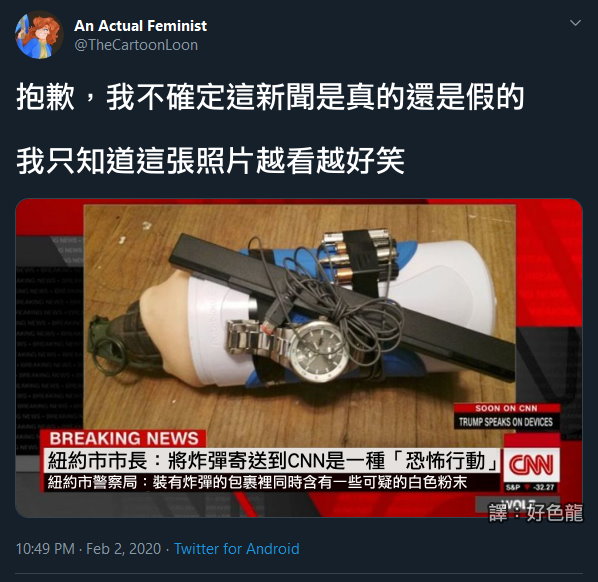 An Actual Feminist
@TheCartoonLoon
抱歉，我不確定這新聞是真的還是假的
我只知道這張照片越看越好笑
SOON ON CNN
TRUMP SPEAKS ON DEVICES
BREAKING NEWS
紐約市市長：將炸彈寄送到CNN是一種「恐怖行動」
紐約市警察局：裝有炸彈的包裹裡同時含有一些可疑的白色粉末
CNN
S&P ▼ -32.27
WOLF
譯：好色龍
10:49 PM · Feb 2, 2020 · Twitter for Android